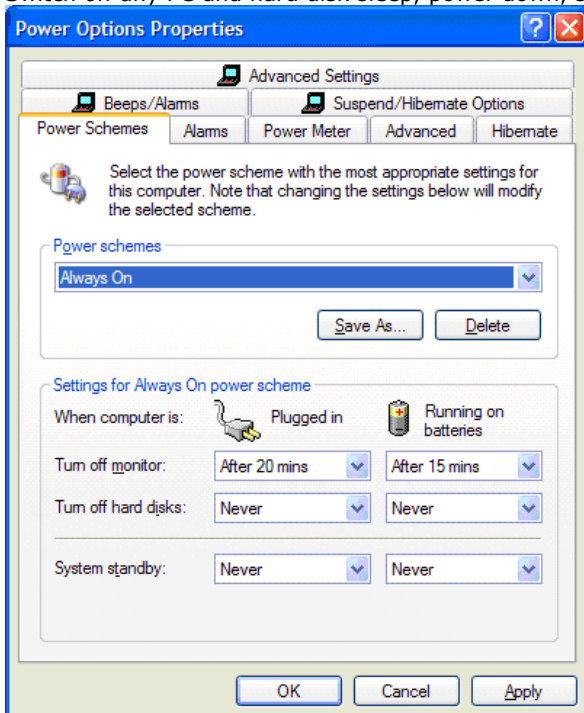 Power Options Properties
Advanced Settings
Beeps/Alarms Suspend/Hibernate Options
Power Schemes Alarms Power Meter Advanced Hibernate
Select the power scheme with the most appropriate settings for
this computer. Note that changing the settings below will modify
the selected scheme.
Power schemes
Always On
Save As... Delete
Settings for Always On power scheme
When computer is: Plugged in Running on
batteries
Turn off monitor: After 20 mins After 15 mins
Turn off hard disks: Never Never
System standby: Never Never
OK Cancel Apply